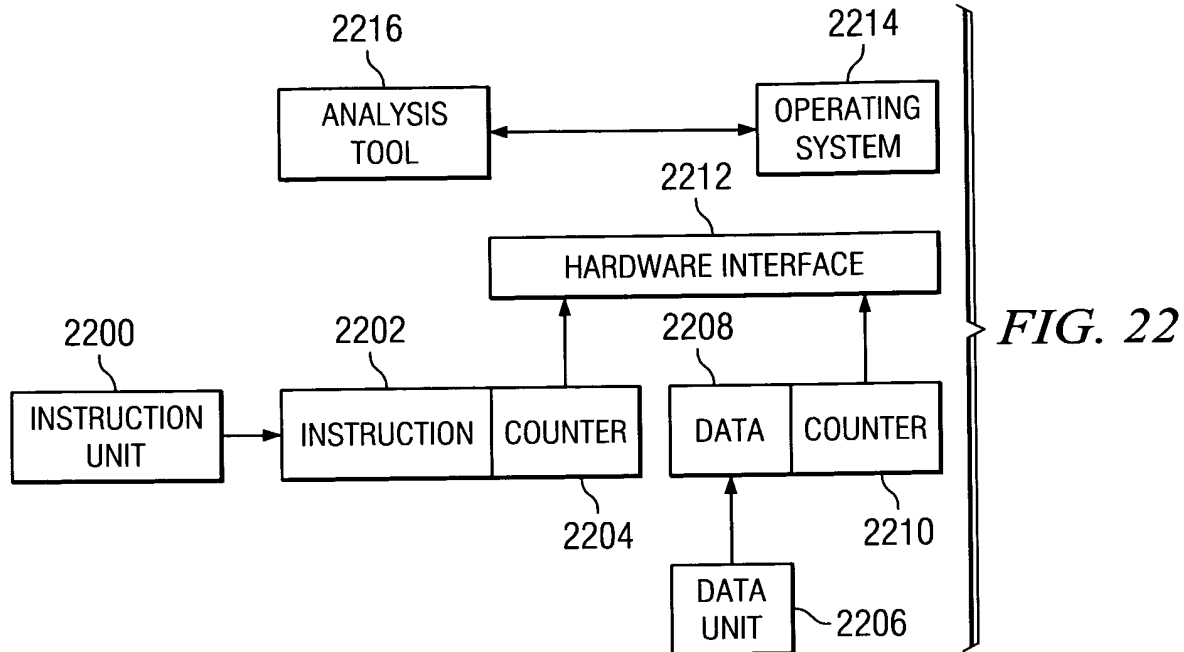 2216
2214
ANALYSIS
TOOL
OPERATING
SYSTEM
2212
HARDWARE INTERFACE
FIG. 22
2200
2202
2208
INSTRUCTION
UNIT
INSTRUCTION
COUNTER
DATA
COUNTER
2204
2210
DATA
UNIT
2206